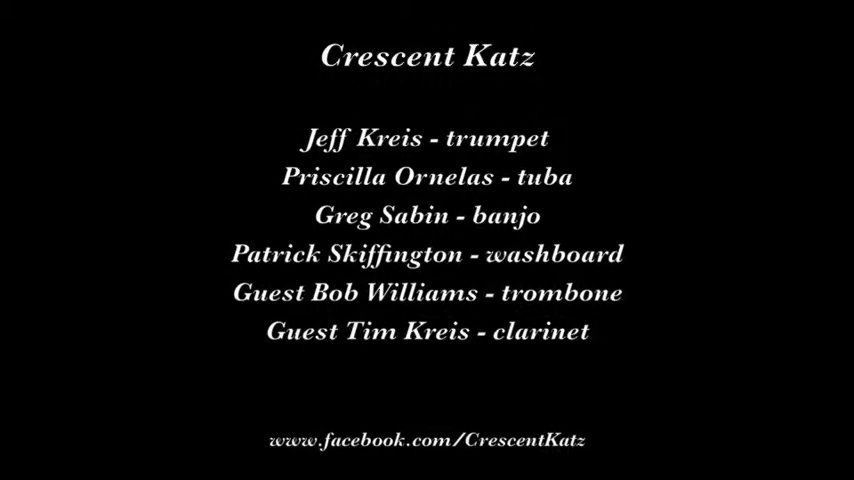 Crescent Katz
Jeff Kreis - trumpet
Priscilla Ornelas - tuba
Greg Sabin - banjo
Patrick Skiffington - washboard
Guest Bob Williams - trombone
Guest Tim Kreis - clarinet
www.facebook.com/CrescentKatz